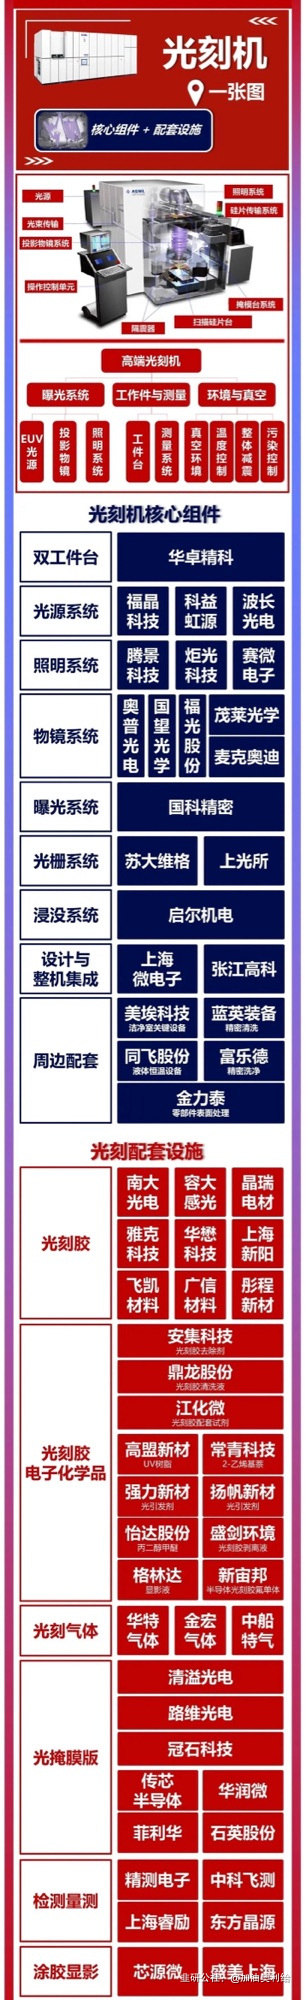 光刻机
一张图
核心组件 + 配套设施
光源
照明系统
硅片传输系统
光束传输
投影物镜系统
操作控制单元
掩模台系统
扫描硅片台
隔震器
高端光刻机
曝光系统
工作件与测量
环境与真空
EUV光源
投影物镜
照明系统
工件台
测量系统
真空环境
温度控制
整体减震
污染控制
光刻机核心组件
双工件台
华卓精科
光源系统
福晶科技
科益虹源
波长光电
照明系统
腾景科技
炬光科技
赛微电子
物镜系统
奥普光电
国望光学
福光股份
茂莱光学
麦克奥迪
曝光系统
国科精密
光栅系统
苏大维格
上光所
浸没系统
启尔机电
设计与
整机集成
上海
微电子
张江高科
周边配套
美埃科技
洁净室关键设备
蓝英装备
精密清洗
同飞股份
液体恒温设备
富乐德
精密洗净
金力泰
零部件表面处理
光刻配套设施
光刻胶
南大光电
容大感光
晶瑞电材
雅克科技
华懋科技
上海新阳
飞凯材料
广信材料
彤程新材
光刻胶
电子化学品
安集科技
光刻胶去除剂
鼎龙股份
光刻胶清洗液
江化微
光刻胶配套试剂
高盟新材
UV树脂
常青科技
2-乙烯基萘
强力新材
光引发剂
扬帆新材
光引发剂
怡达股份
丙二醇甲醚
盛剑环境
光刻胶剥离液
格林达
显影液
新宙邦
半导体光刻胶氟单体
光刻气体
华特气体
金宏气体
中船特气
光掩膜版
清溢光电
路维光电
冠石科技
传芯
半导体
华润微
菲利华
石英股份
检测量测
精测电子
中科飞测
上海睿励
东方晶源
涂胶显影
芯源微
盛美上海
韭研公社：@加油奥利给